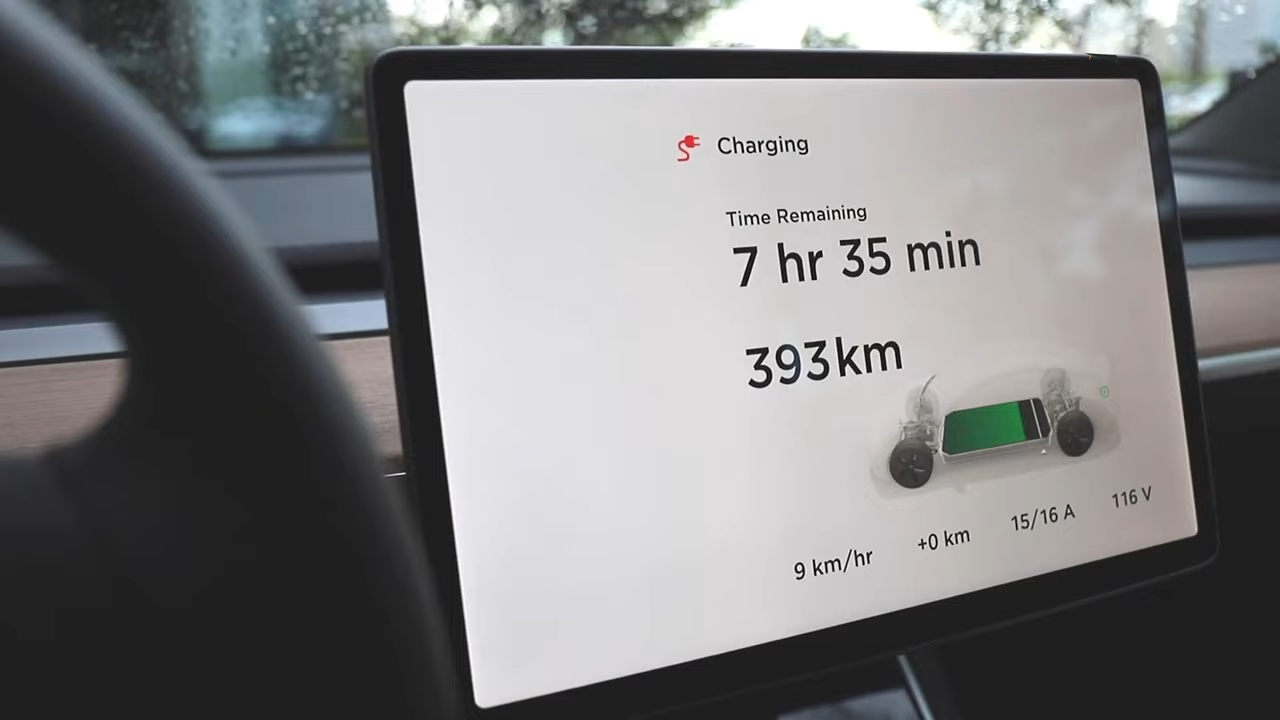 Charging
Time Remaining
7 hr 35 min
393km
9 km/hr
+0 km
15/16 A
116 V